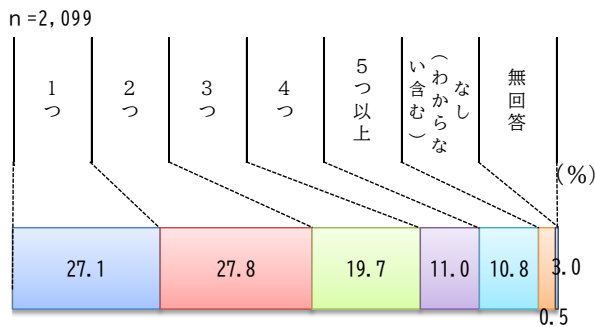 n=2,099
1つ
2つ
3つ
4つ
5つ以上
なし
(わからな
い含む)
無回答
(%)
27.1
27.8
19.7
11.0
10.8
3.0
0.5